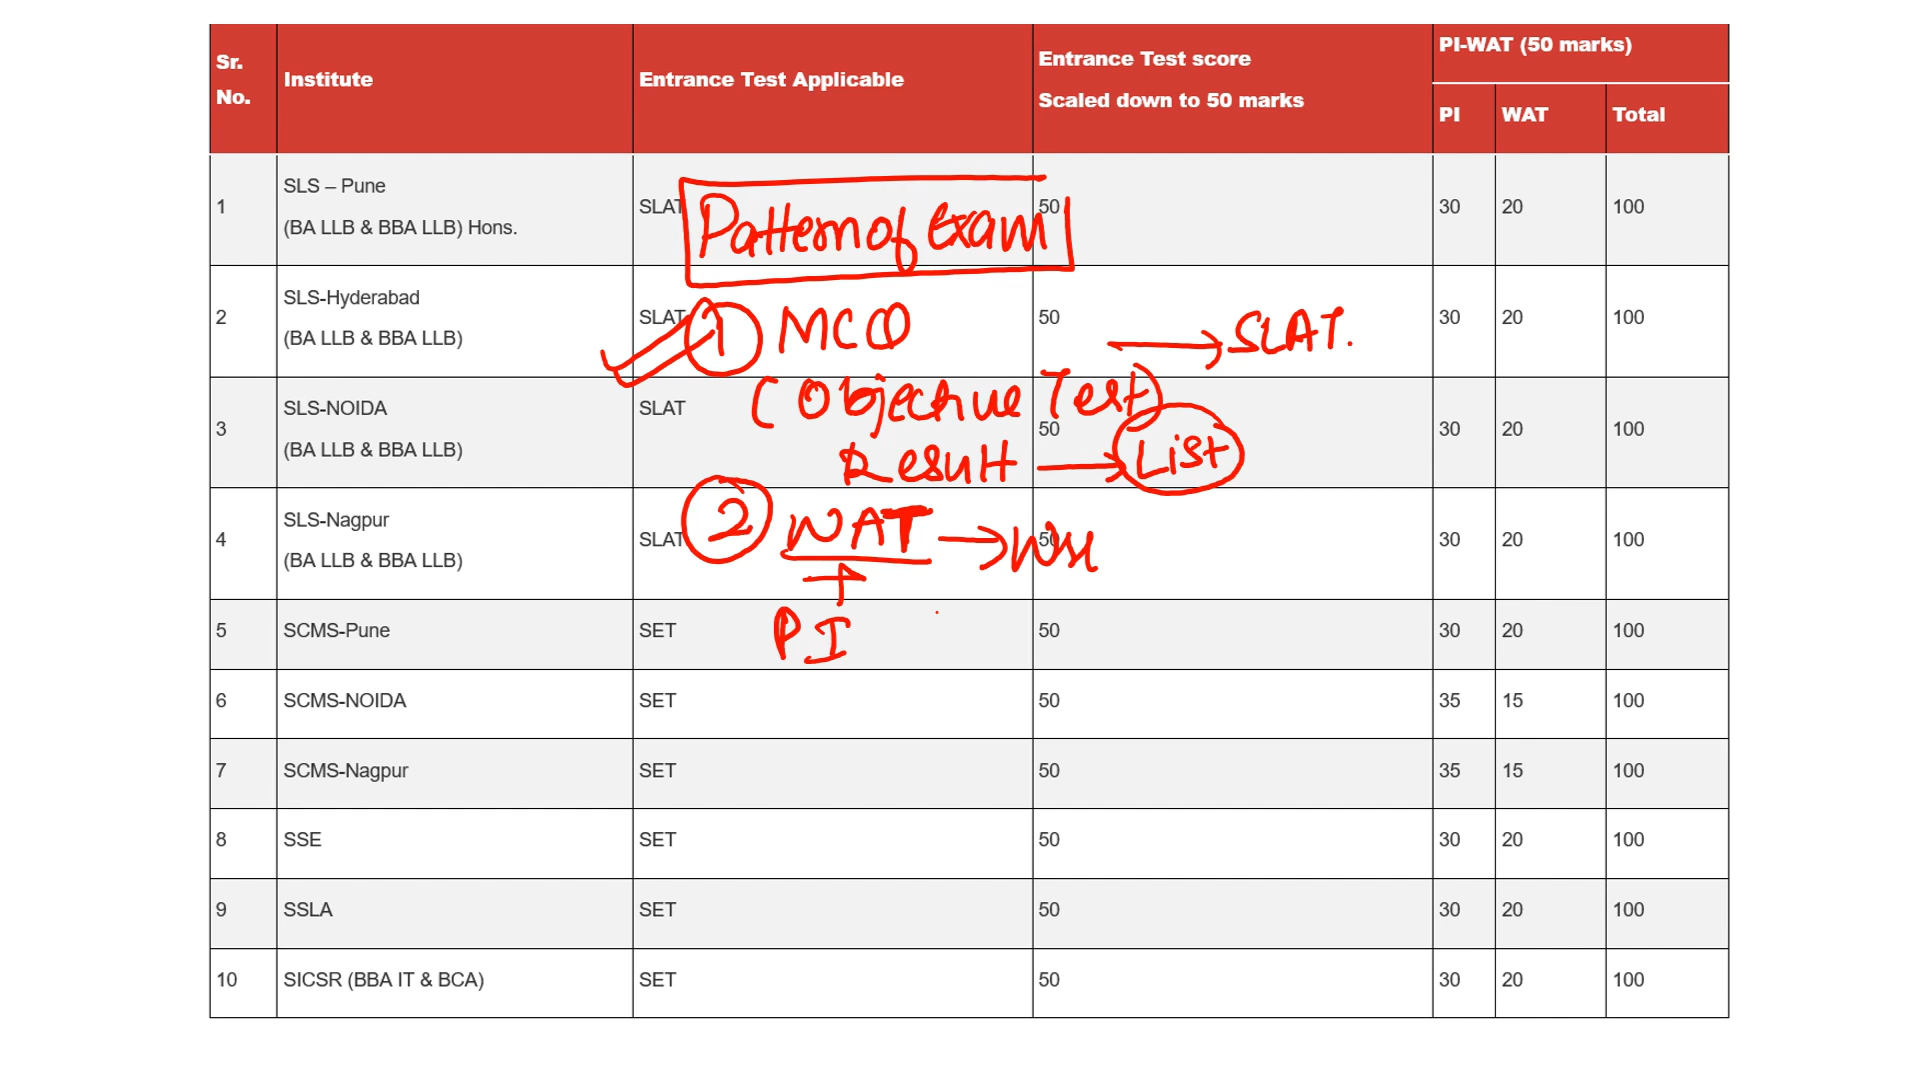 Sr. No. Institute Entrance Test Applicable Entrance Test score Scaled down to 50 marks PI-WAT (50 marks)
PI WAT Total
1 SLS – Pune (BA LLB & BBA LLB) Hons. SLAT 50 30 20 100
Pattern of Exam
2 SLS-Hyderabad (BA LLB & BBA LLB) SLAT 50 30 20 100
1 MCQ → SLAT.
3 SLS-NOIDA (BA LLB & BBA LLB) SLAT 50 30 20 100
(Objective Test)
Result → List
4 SLS-Nagpur (BA LLB & BBA LLB) SLAT 50 30 20 100
2 WAT →
PI
5 SCMS-Pune SET 50 30 20 100
6 SCMS-NOIDA SET 50 35 15 100
7 SCMS-Nagpur SET 50 35 15 100
8 SSE SET 50 30 20 100
9 SSLA SET 50 30 20 100
10 SICSR (BBA IT & BCA) SET 50 30 20 100